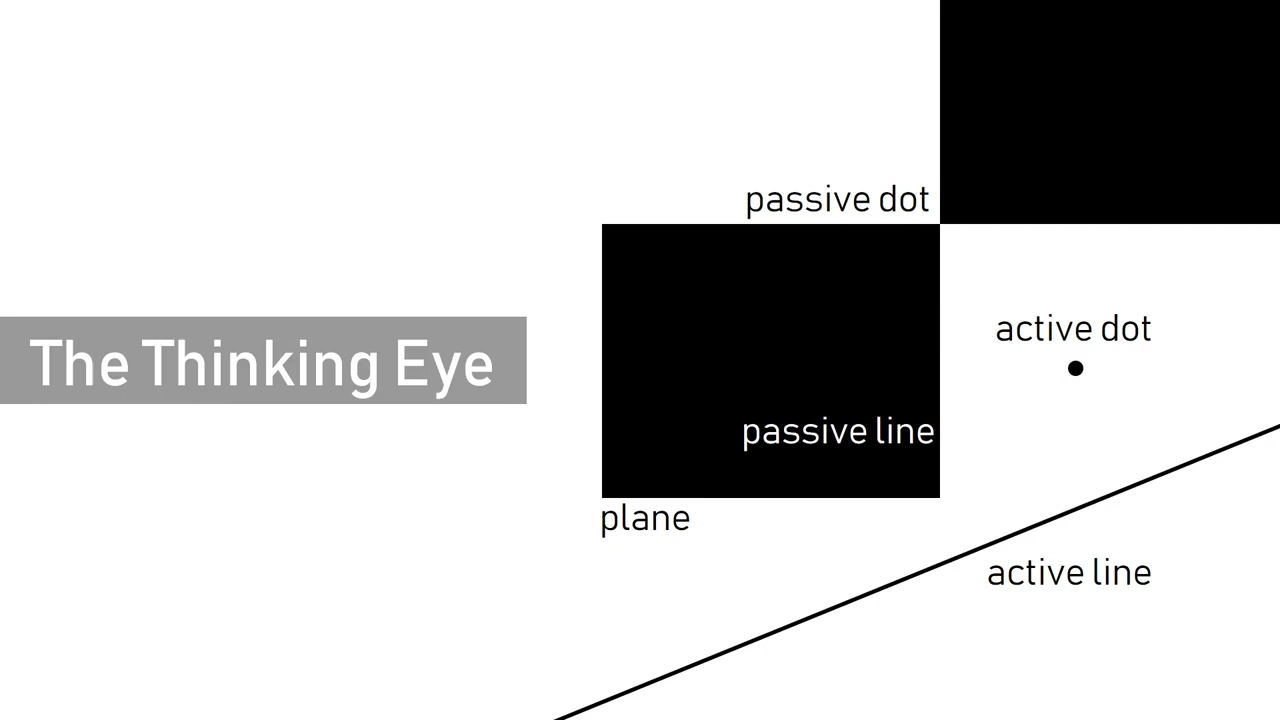 The Thinking Eye
passive dot
active dot
passive line
plane
active line